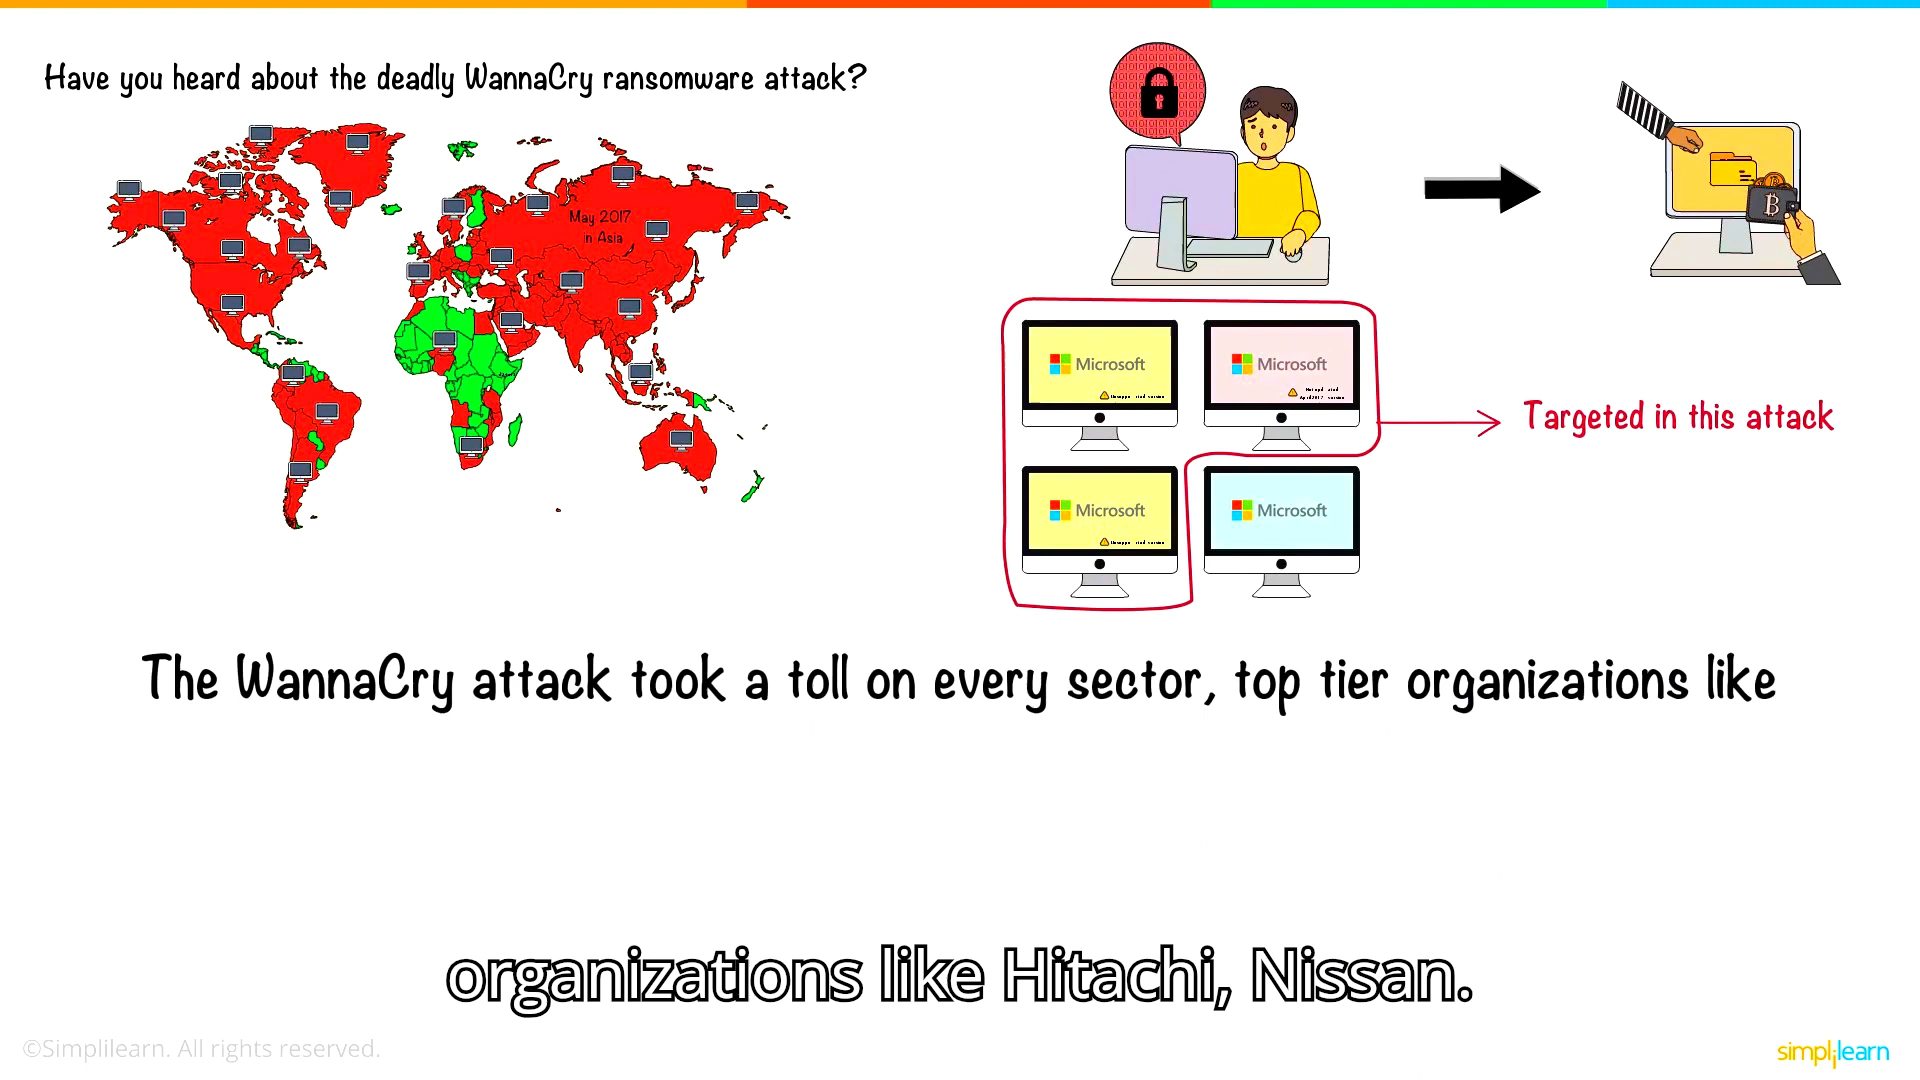 Have you heard about the deadly WannaCry ransomware attack?
May 2017
in Asia
Microsoft
Microsoft
Targeted in this attack
Microsoft
Microsoft
The WannaCry attack took a toll on every sector, top tier organizations like
organizations like Hitachi, Nissan.
©Simplilearn. All rights reserved.
simplilearn